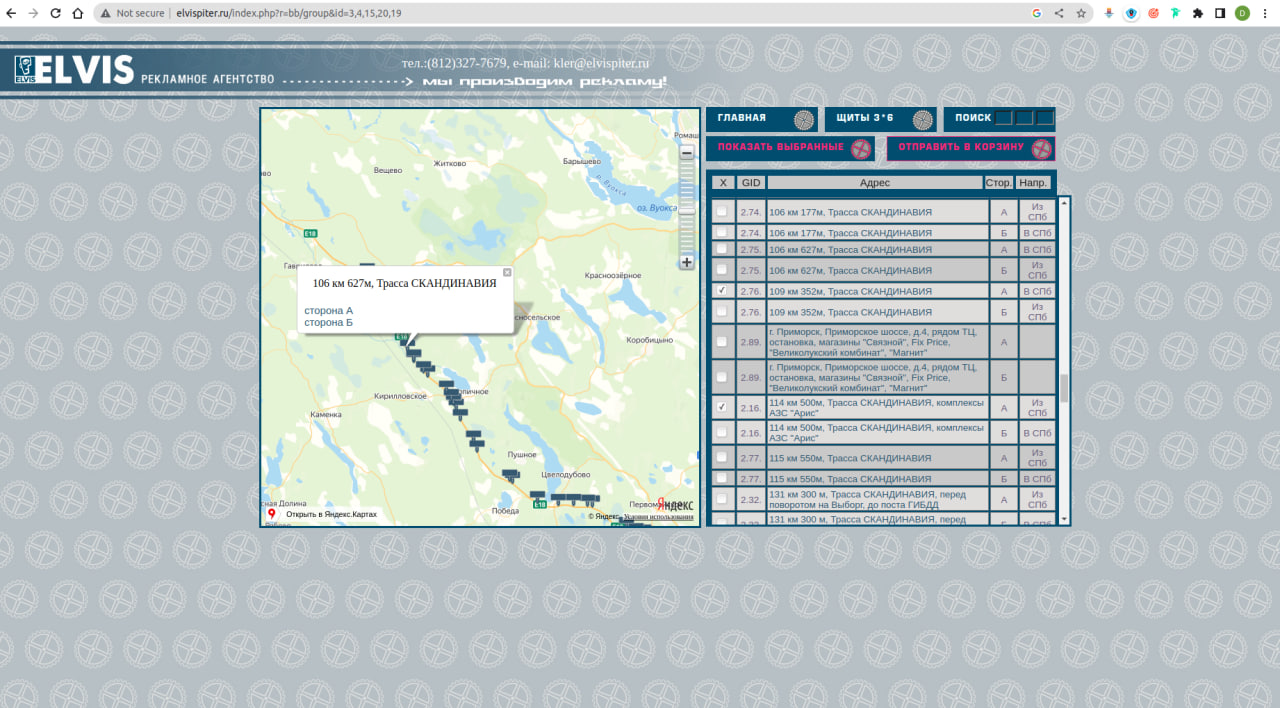 Not secure
elvispiter.ru/index.php?r=bb/group&id=3,4,15,20,19
D
ELVIS
ELVIS РЕКЛАМНОЕ АГЕНТСТВО
тел.:(812)327-7679, e-mail: kler@elvispiter.ru
мы производим рекламу!
ГЛАВНАЯ
ЩИТЫ 3*6
ПОИСК
ПОКАЗАТЬ ВЫБРАННЫЕ
ОТПРАВИТЬ В КОРЗИНУ
Ромаш
Житково
Барышево
Вещево
ово
р. Вуокса
оз. Вуокса
E18
Гавриловово
Красноозёрное
106 км 627м, Трасса СКАНДИНАВИЯ
сторона А
сторона Б
сносельское
E18
Коробицыно
Кирилловское
оличное
Каменка
Пушное
Цвелодубово
сная Долина
E18
Победа
Первом
Яндекс
Открыть в Яндекс.Картах
© Яндекс Условия использования
Рябово
E18
X GID Адрес Стор. Напр.
2.74. 106 км 177м, Трасса СКАНДИНАВИЯ А Из СПб
2.74. 106 км 177м, Трасса СКАНДИНАВИЯ Б В СПб
2.75. 106 км 627м, Трасса СКАНДИНАВИЯ А В СПб
2.75. 106 км 627м, Трасса СКАНДИНАВИЯ Б Из СПб
2.76. 109 км 352м, Трасса СКАНДИНАВИЯ А В СПб
2.76. 109 км 352м, Трасса СКАНДИНАВИЯ Б Из СПб
2.89. г. Приморск, Приморское шоссе, д.4, рядом ТЦ, А
остановка, магазины "Связной", Fix Price,
"Великолукский комбинат", "Магнит"
2.89. г. Приморск, Приморское шоссе, д.4, рядом ТЦ, Б
остановка, магазины "Связной", Fix Price,
"Великолукский комбинат", "Магнит"
2.16. 114 км 500м, Трасса СКАНДИНАВИЯ, комплексы А Из СПб
АЗС "Арис"
2.16. 114 км 500м, Трасса СКАНДИНАВИЯ, комплексы Б В СПб
АЗС "Арис"
2.77. 115 км 550м, Трасса СКАНДИНАВИЯ А Из СПб
2.77. 115 км 550м, Трасса СКАНДИНАВИЯ Б В СПб
2.32. 131 км 300 м, Трасса СКАНДИНАВИЯ, перед А Из СПб
поворотом на Выборг, до поста ГИБДД
2.32. 131 км 300 м, Трасса СКАНДИНАВИЯ, перед Б В СПб